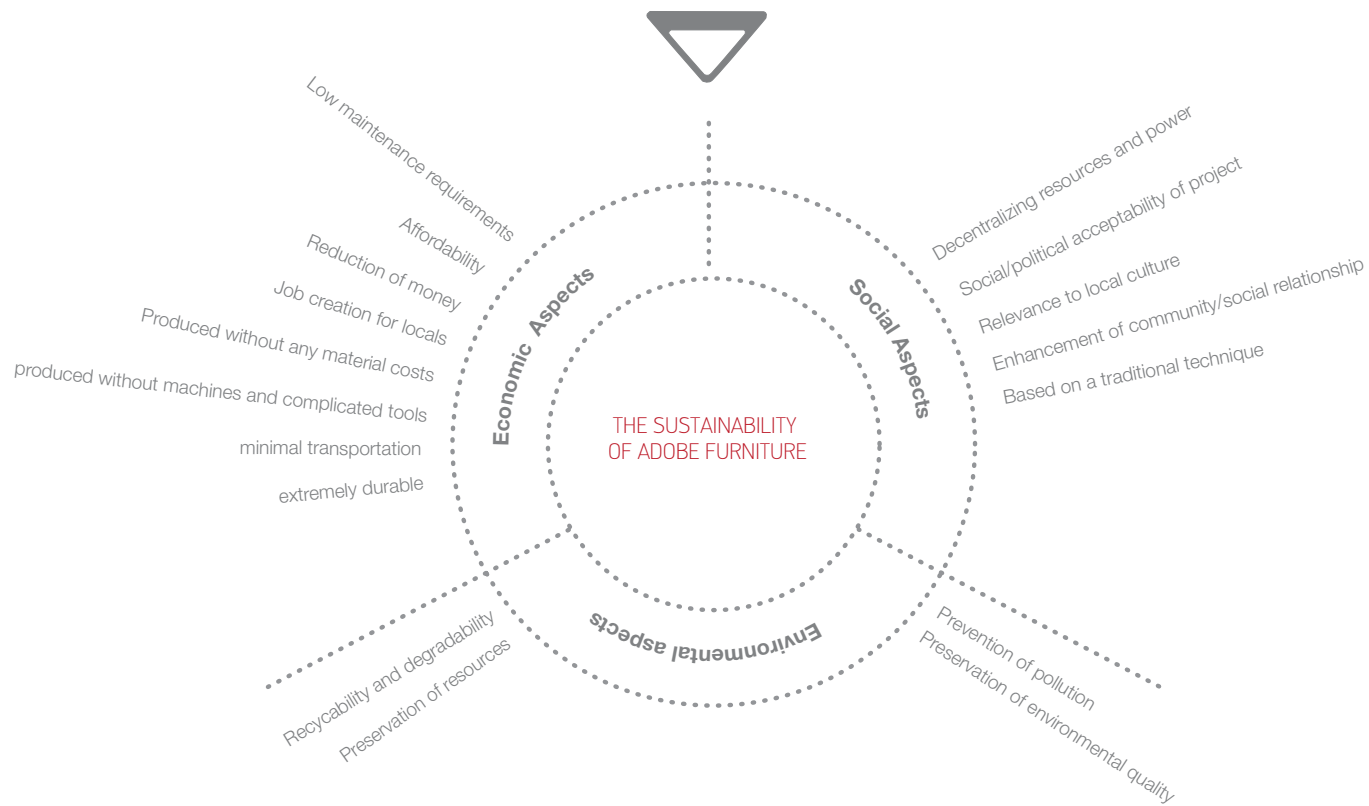 Low maintenance requirements
Affordability
Reduction of money
Job creation for locals
Produced without any material costs
produced without machines and complicated tools
minimal transportation
extremely durable
Economic Aspects
Decentralizing resources and power
Social/political acceptability of project
Relevance to local culture
Enhancement of community/social relationship
Based on a traditional technique
Social Aspects
THE SUSTAINABILITY
OF ADOBE FURNITURE
Environmental aspects
Recycability and degradability
Preservation of resources
Prevention of pollution
Preservation of environmental quality